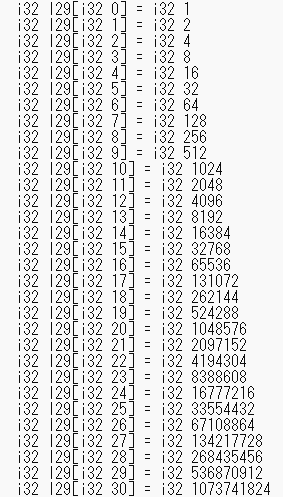 i32 l29[i32 0] = i32 1
i32 l29[i32 1] = i32 2
i32 l29[i32 2] = i32 4
i32 l29[i32 3] = i32 8
i32 l29[i32 4] = i32 16
i32 l29[i32 5] = i32 32
i32 l29[i32 6] = i32 64
i32 l29[i32 7] = i32 128
i32 l29[i32 8] = i32 256
i32 l29[i32 9] = i32 512
i32 l29[i32 10] = i32 1024
i32 l29[i32 11] = i32 2048
i32 l29[i32 12] = i32 4096
i32 l29[i32 13] = i32 8192
i32 l29[i32 14] = i32 16384
i32 l29[i32 15] = i32 32768
i32 l29[i32 16] = i32 65536
i32 l29[i32 17] = i32 131072
i32 l29[i32 18] = i32 262144
i32 l29[i32 19] = i32 524288
i32 l29[i32 20] = i32 1048576
i32 l29[i32 21] = i32 2097152
i32 l29[i32 22] = i32 4194304
i32 l29[i32 23] = i32 8388608
i32 l29[i32 24] = i32 16777216
i32 l29[i32 25] = i32 33554432
i32 l29[i32 26] = i32 67108864
i32 l29[i32 27] = i32 134217728
i32 l29[i32 28] = i32 268435456
i32 l29[i32 29] = i32 536870912
i32 l29[i32 30] = i32 1073741824